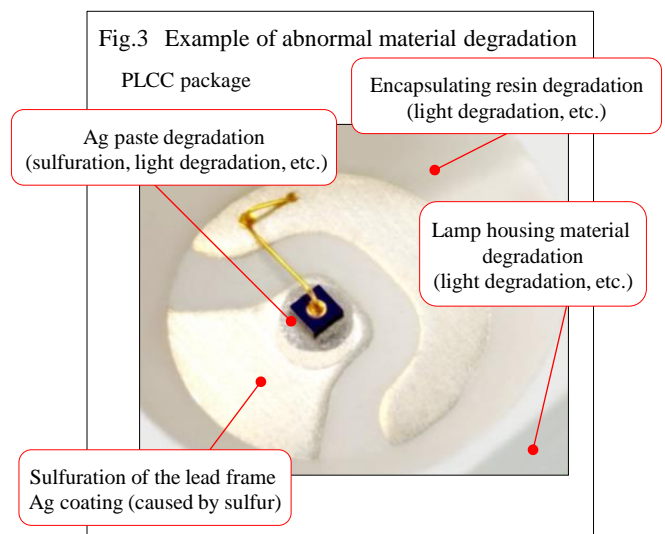 Fig.3 Example of abnormal material degradation
PLCC package
Encapsulating resin degradation
(light degradation, etc.)
Ag paste degradation
(sulfuration, light degradation, etc.)
Lamp housing material
degradation
(light degradation, etc.)
Sulfuration of the lead frame
Ag coating (caused by sulfur)